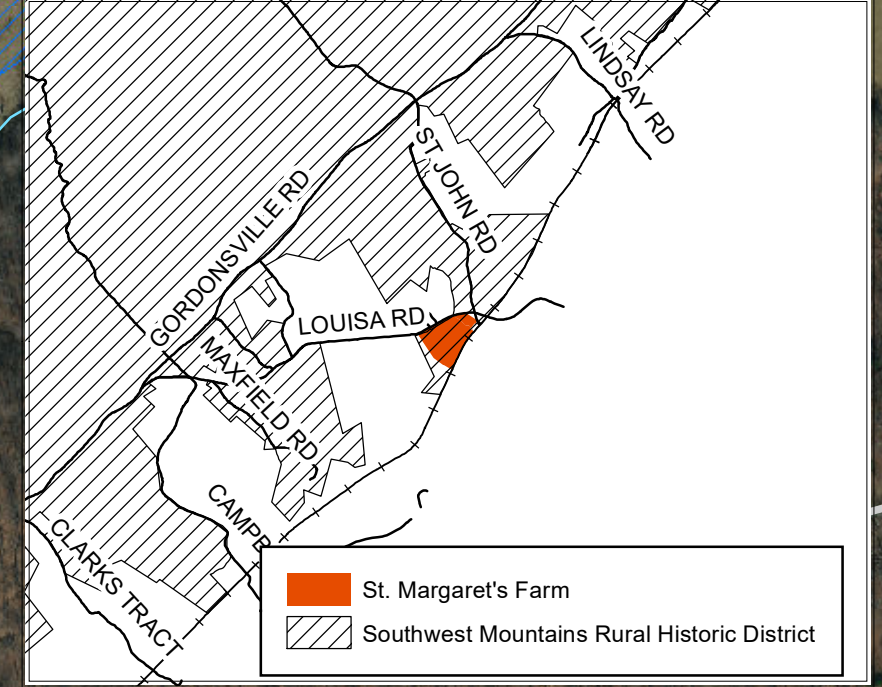 LINDSAY RD
ST JOHN RD
GORDONSVILLE RD
LOUISA RD
MAXFIELD RD
CAMPB
CLARKS TRACT
St. Margaret's Farm
Southwest Mountains Rural Historic District